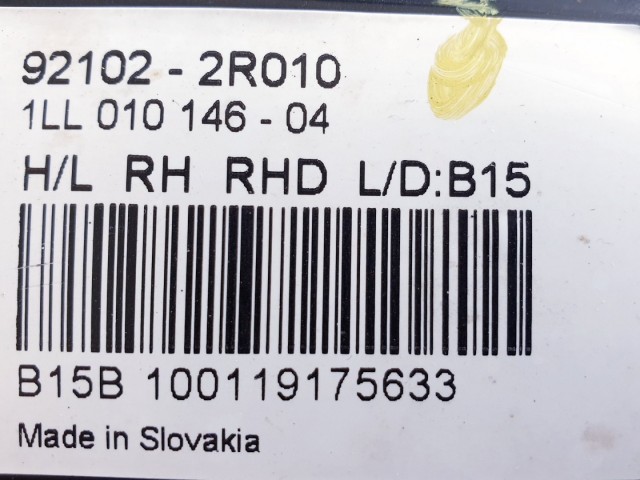 92102 - 2R010
1LL 010 146 - 04
H/L RH RHD L/D:B15
B15B 100119175633
Made in Slovakia